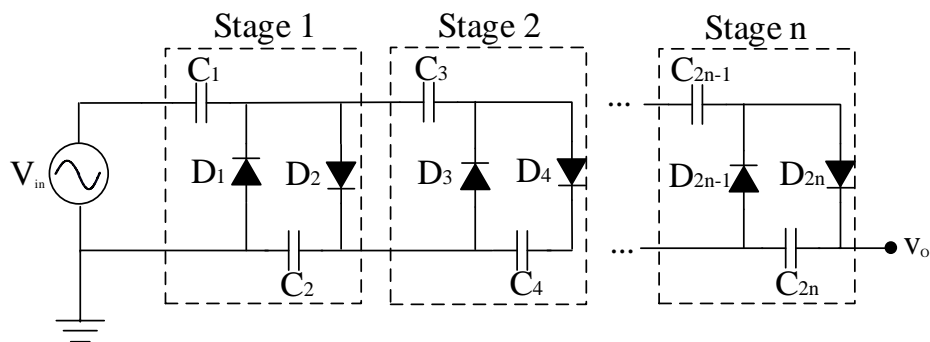 Stage 1
Stage 2
Stage n
C1
C3
C2n-1
...
Vin
D1
D2
D3
D4
D2n-1
D2n
...
C2
C4
C2n
Vo